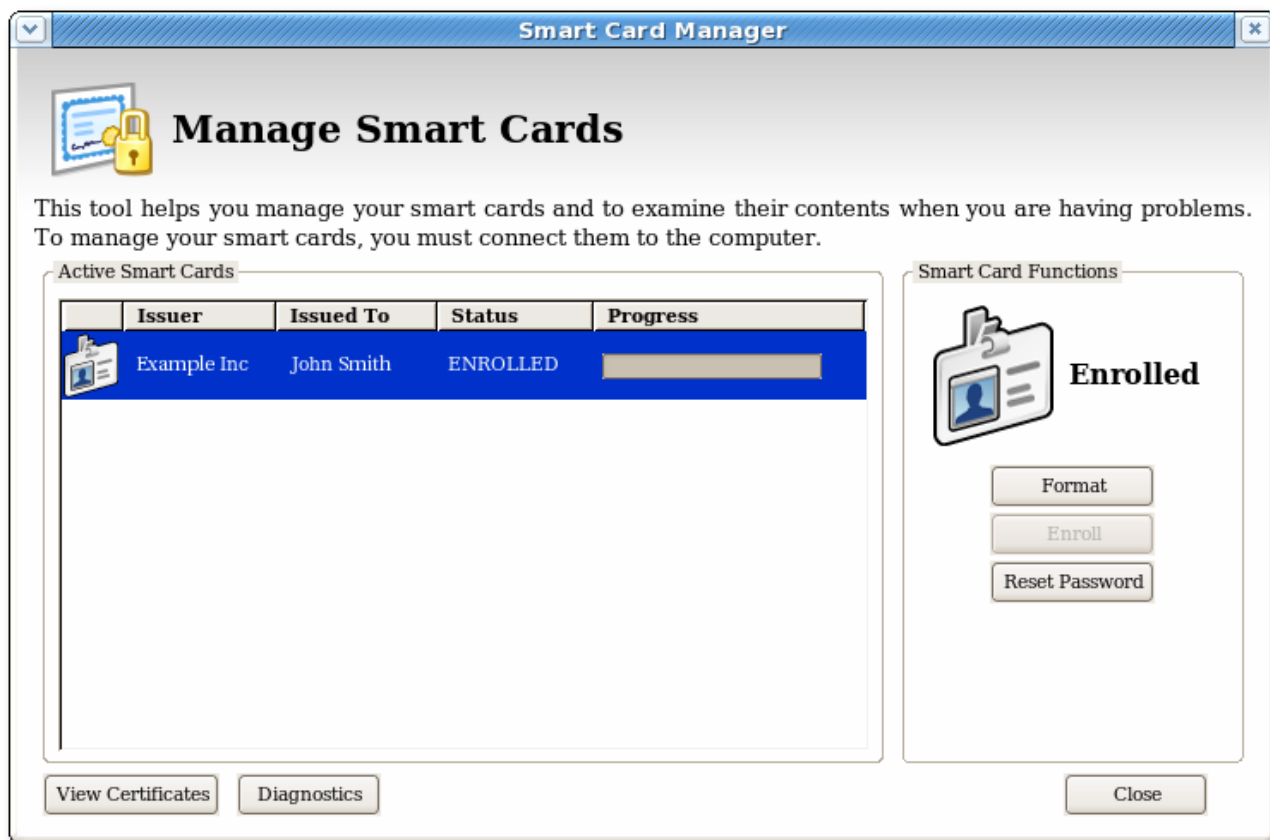 Smart Card Manager
Manage Smart Cards
This tool helps you manage your smart cards and to examine their contents when you are having problems.
To manage your smart cards, you must connect them to the computer.
Active Smart Cards
Issuer Issued To Status Progress
Example Inc John Smith ENROLLED
Smart Card Functions
Enrolled
Format
Enroll
Reset Password
View Certificates Diagnostics Close